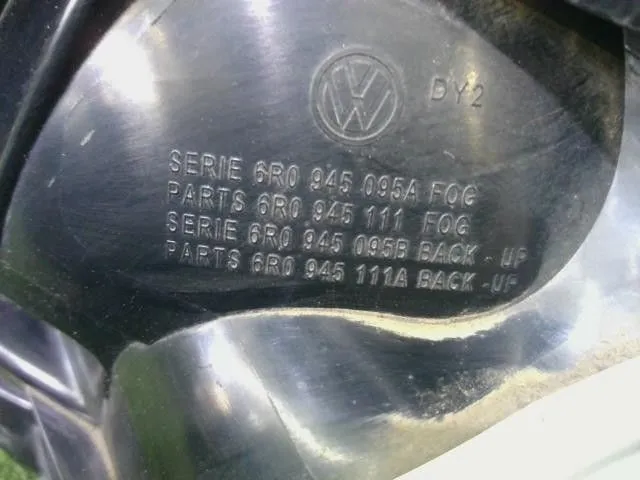 DY2
SERIE 6R0 945 095A FOG
PARTS 6R0 945 111 FOG
SERIE 6R0 945 095B BACK - UP
PARTS 6R0 945 111A BACK -UP